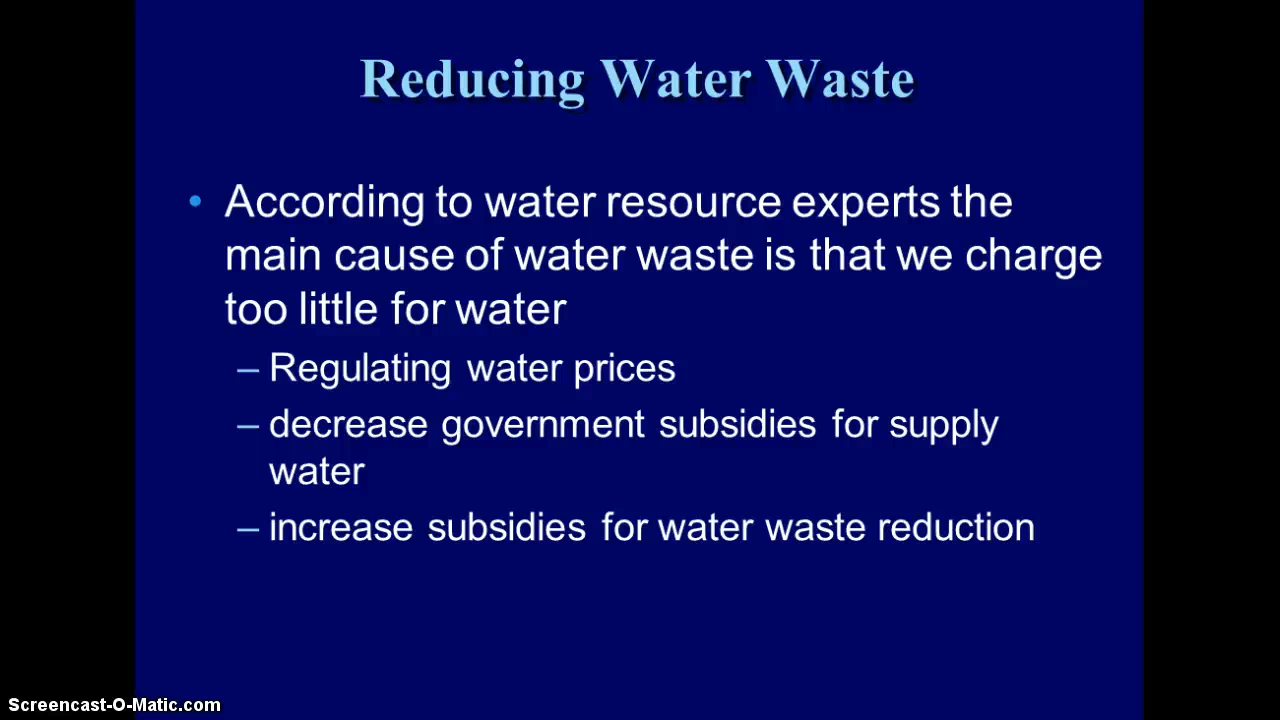 Reducing Water Waste
• According to water resource experts the
main cause of water waste is that we charge
too little for water
– Regulating water prices
– decrease government subsidies for supply
water
– increase subsidies for water waste reduction
Screencast-O-Matic.com